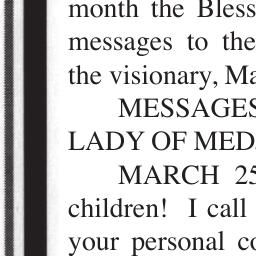 month the Bless
messages to the
the visionary, Ma
MESSAGES
LADY OF MED
MARCH 25
children! I call
your personal co